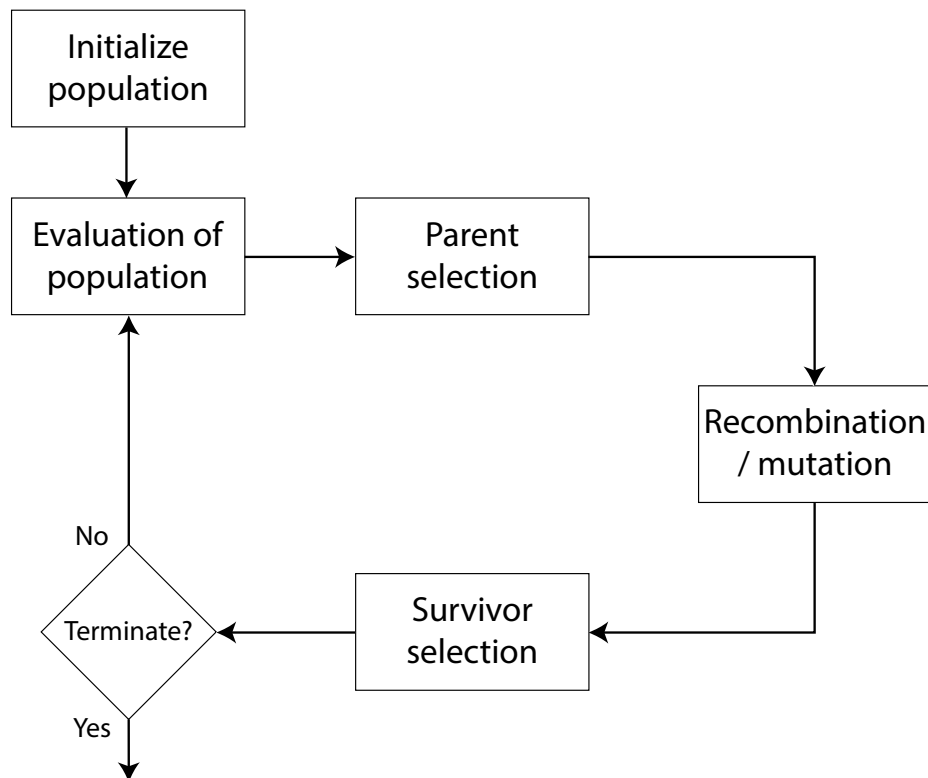 Initialize
population
Evaluation of
population
Parent
selection
Recombination
/ mutation
Survivor
selection
Terminate?
No
Yes